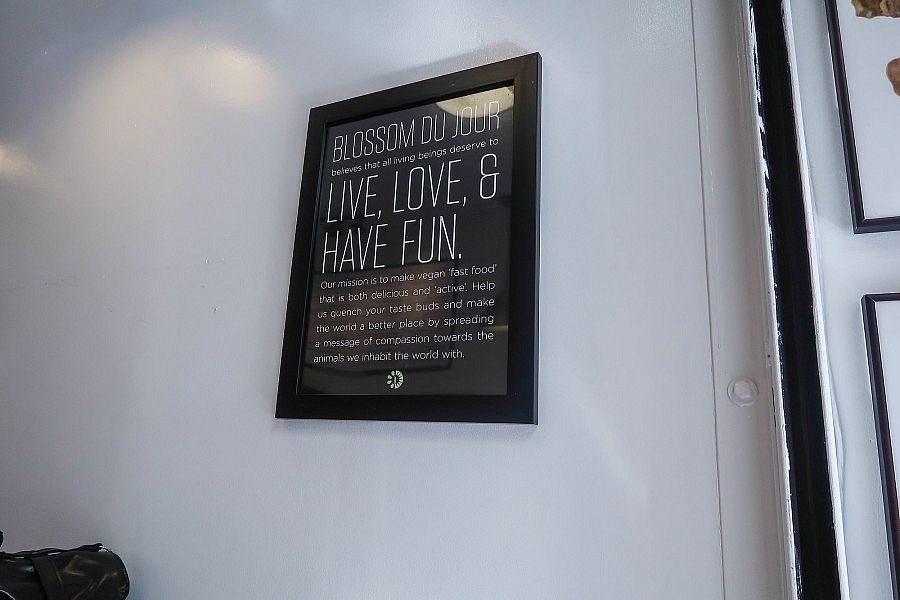 BLOSSOM DU JOUR
believes that all living beings deserve to
LIVE, LOVE, &
HAVE FUN.
Our mission is to make vegan 'fast food'
that is both delicious and 'active'. Help
us quench your taste buds and make
the world a better place by spreading
a message of compassion towards the
animals we inhabit the world with.